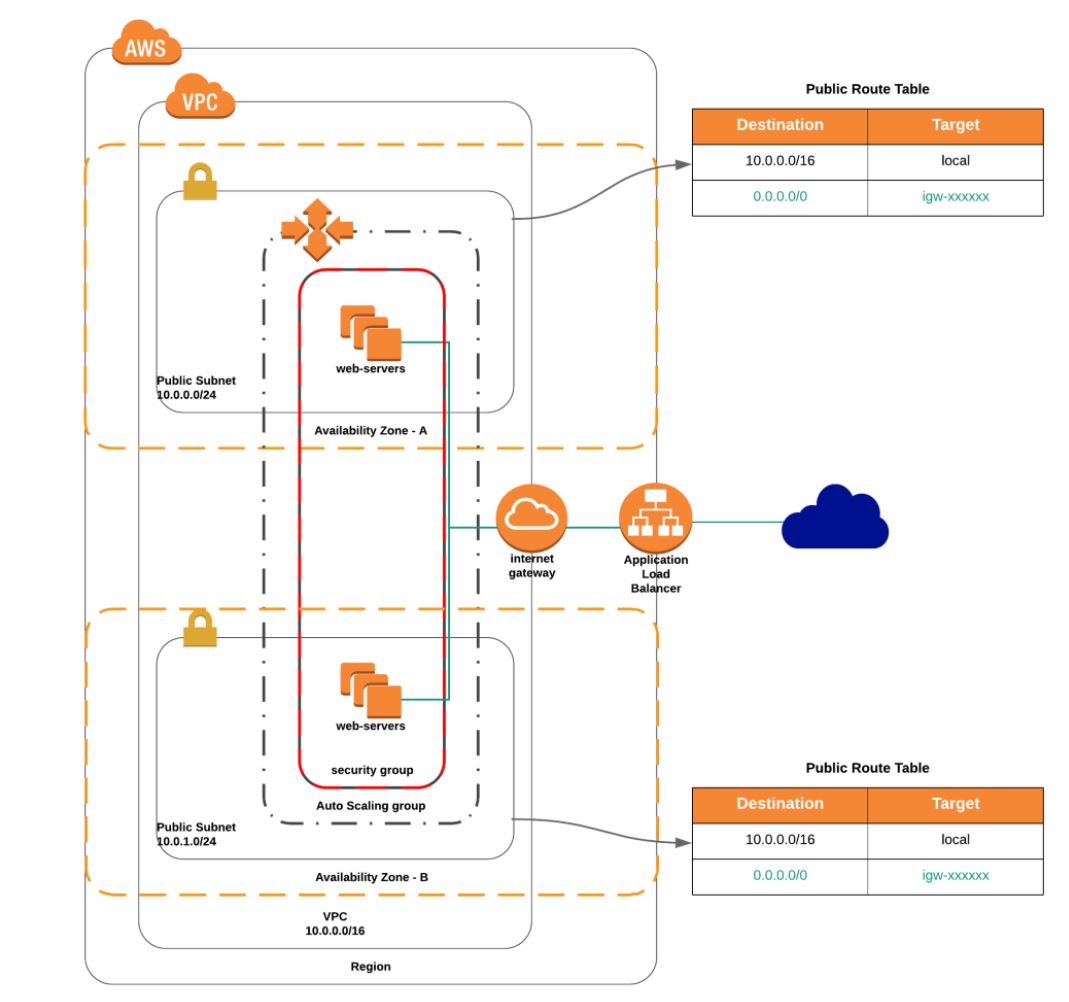 AWS
VPC
Public Route Table
Destination Target
10.0.0.0/16 local
0.0.0.0/0 igw-xxxxxx
web-servers
Public Subnet
10.0.0.0/24
Availability Zone - A
internet
gateway
Application
Load
Balancer
web-servers
security group
Auto Scaling group
Public Subnet
10.0.1.0/24
Availability Zone - B
Public Route Table
Destination Target
10.0.0.0/16 local
0.0.0.0/0 igw-xxxxxx
VPC
10.0.0.0/16
Region